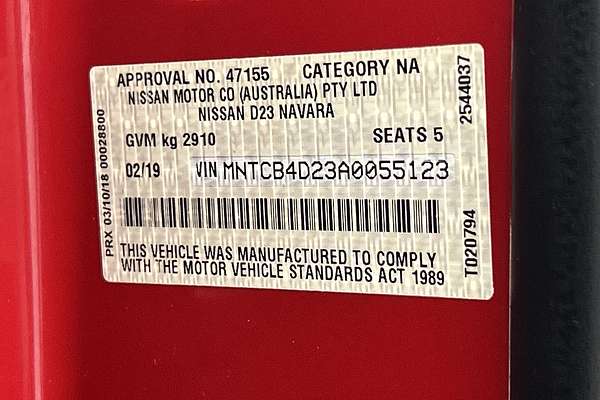 APPROVAL NO. 47155 CATEGORY NA
NISSAN MOTOR CO (AUSTRALIA) PTY LTD
NISSAN D23 NAVARA
GVM kg 2910 SEATS 5
02/19 VIN MNTCB4D23A0055123
THIS VEHICLE WAS MANUFACTURED TO COMPLY
WITH THE MOTOR VEHICLE STANDARDS ACT 1989
PRX 03/10/18 00028800
2544037
T020794